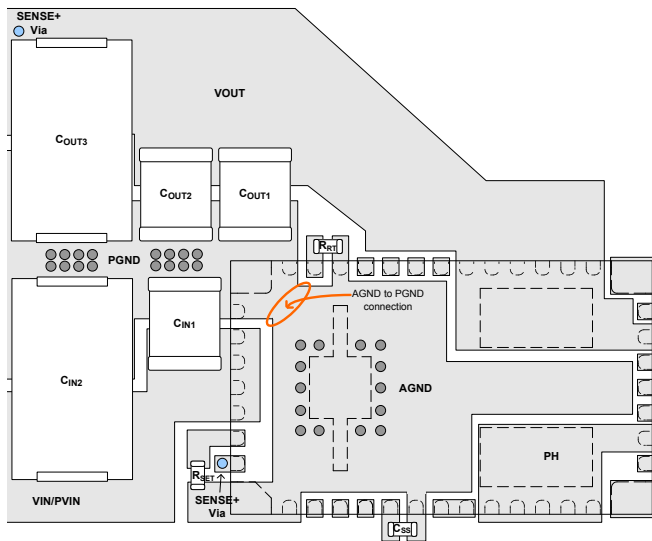 SENSE+
Via
VOUT
COUT3
COUT2
COUT1
RRT
PGND
AGND to PGND
connection
CIN1
CIN2
AGND
PH
RSET
SENSE+
Via
VIN/PVIN
CSS